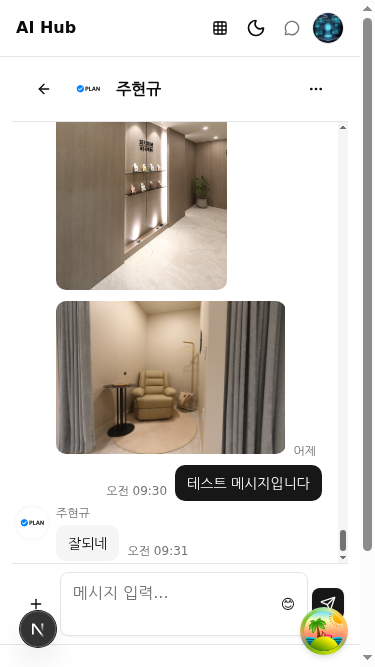 AI Hub
PLAN
주현규
어제
오전 09:30
테스트 메시지입니다
주현규
PLAN
잘되네
오전 09:31
메시지 입력...
N